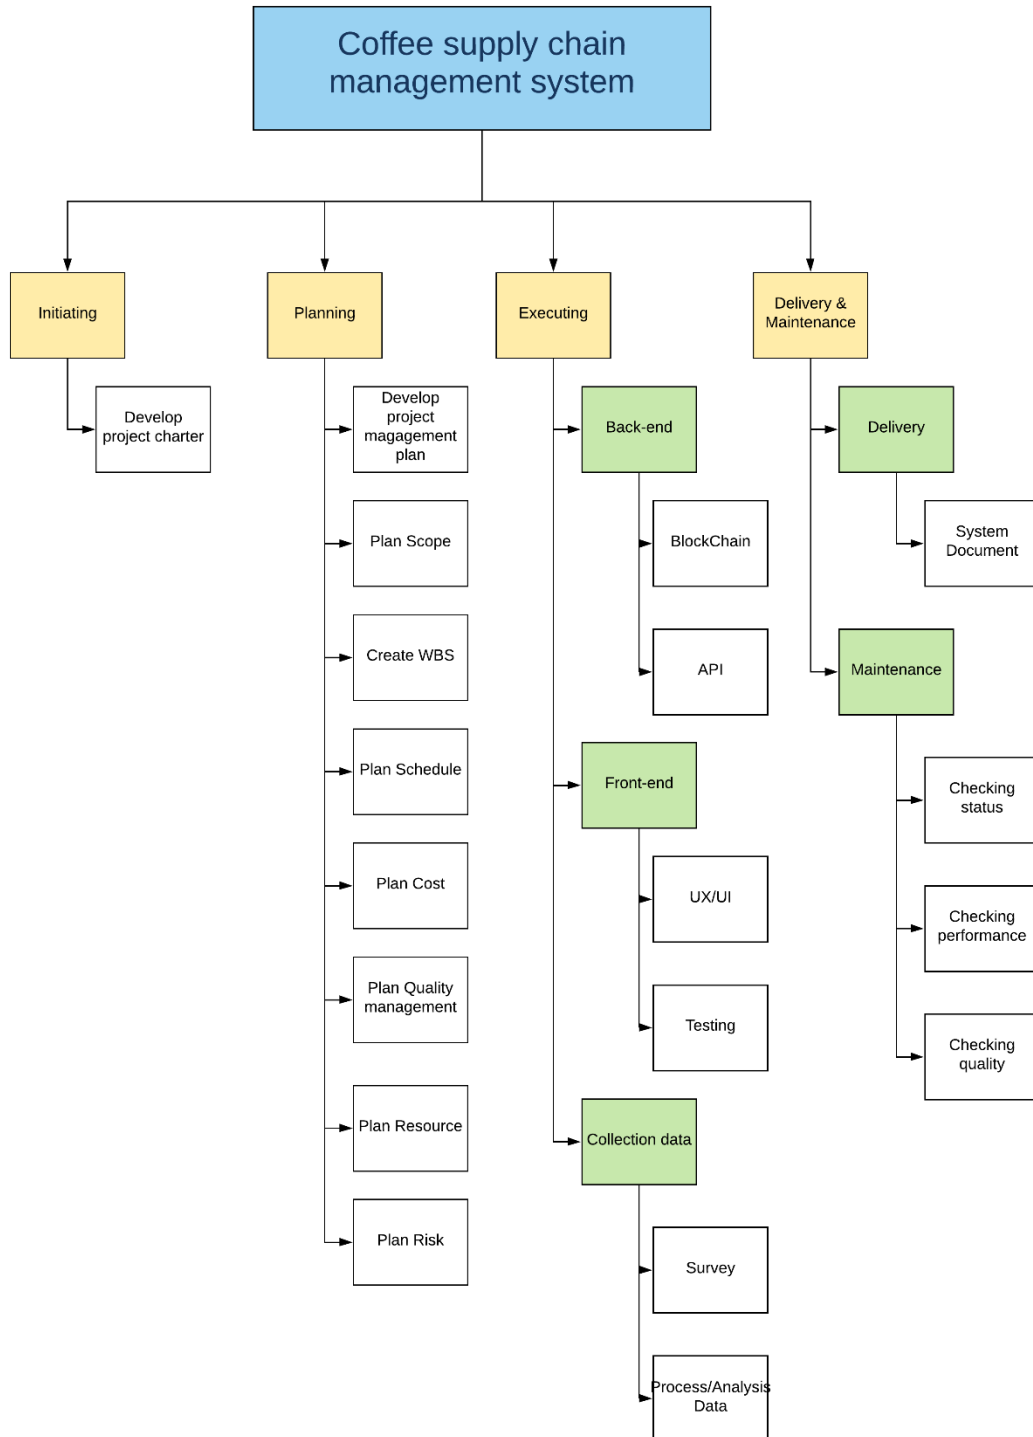 Coffee supply chain
management system
Initiating
Develop
project charter
Planning
Develop
project
magagement
plan
Plan Scope
Create WBS
Plan Schedule
Plan Cost
Plan Quality
management
Plan Resource
Plan Risk
Executing
Back-end
BlockChain
API
Front-end
UX/UI
Testing
Collection data
Survey
Process/Analysis
Data
Delivery &
Maintenance
Delivery
System
Document
Maintenance
Checking
status
Checking
performance
Checking
quality